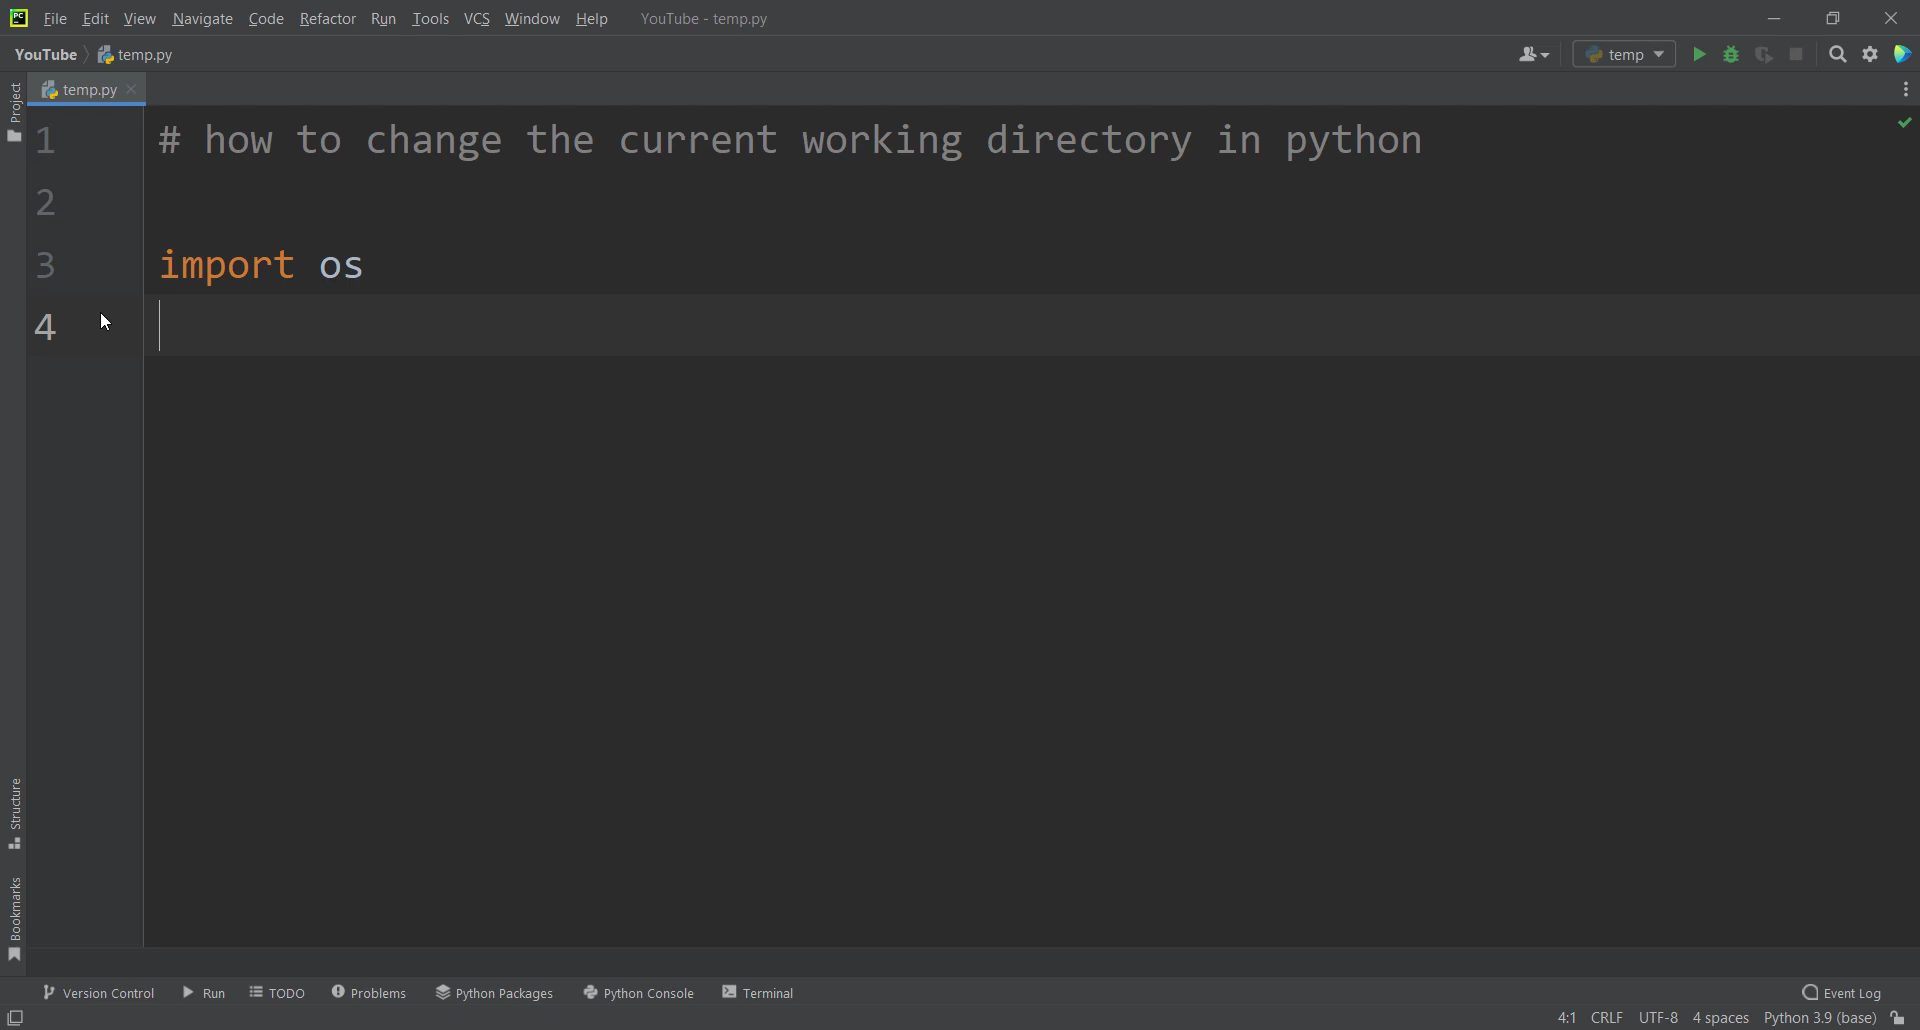 File Edit View Navigate Code Refactor Run Tools VCS Window Help YouTube - temp.py
YouTube temp.py temp
Project
temp.py
1 # how to change the current working directory in python
2
3 import os
4
Structure
Bookmarks
Version Control Run TODO Problems Python Packages Python Console Terminal Event Log
4:1 CRLF UTF-8 4 spaces Python 3.9 (base)